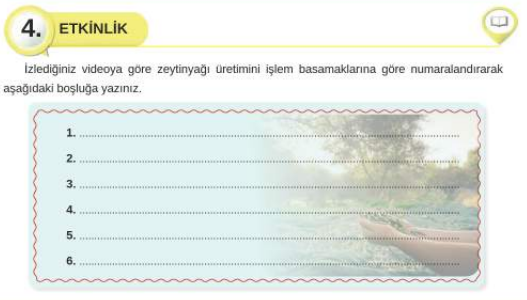 4. ETKİNLİK
İzlediğiniz videoya göre zeytinyağı üretimini işlem basamaklarına göre numaralandırarak
aşağıdaki boşluğa yazınız.
1. ........................................
2. ........................................
3. ........................................
4. ........................................
5. ........................................
6. ........................................